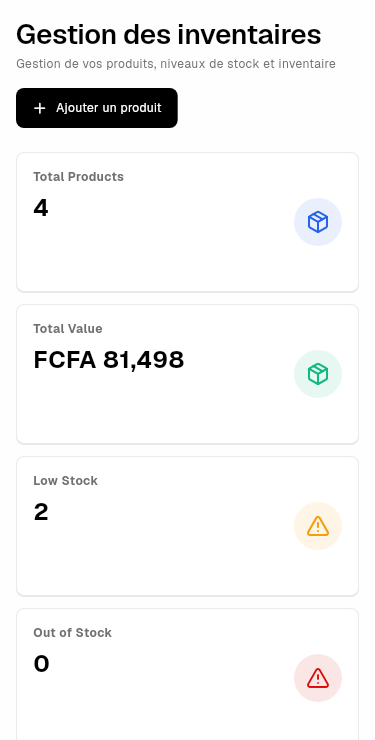 Gestion des inventaires
Gestion de vos produits, niveaux de stock et inventaire
Ajouter un produit
Total Products
4
Total Value
FCFA 81,498
Low Stock
2
Out of Stock
0